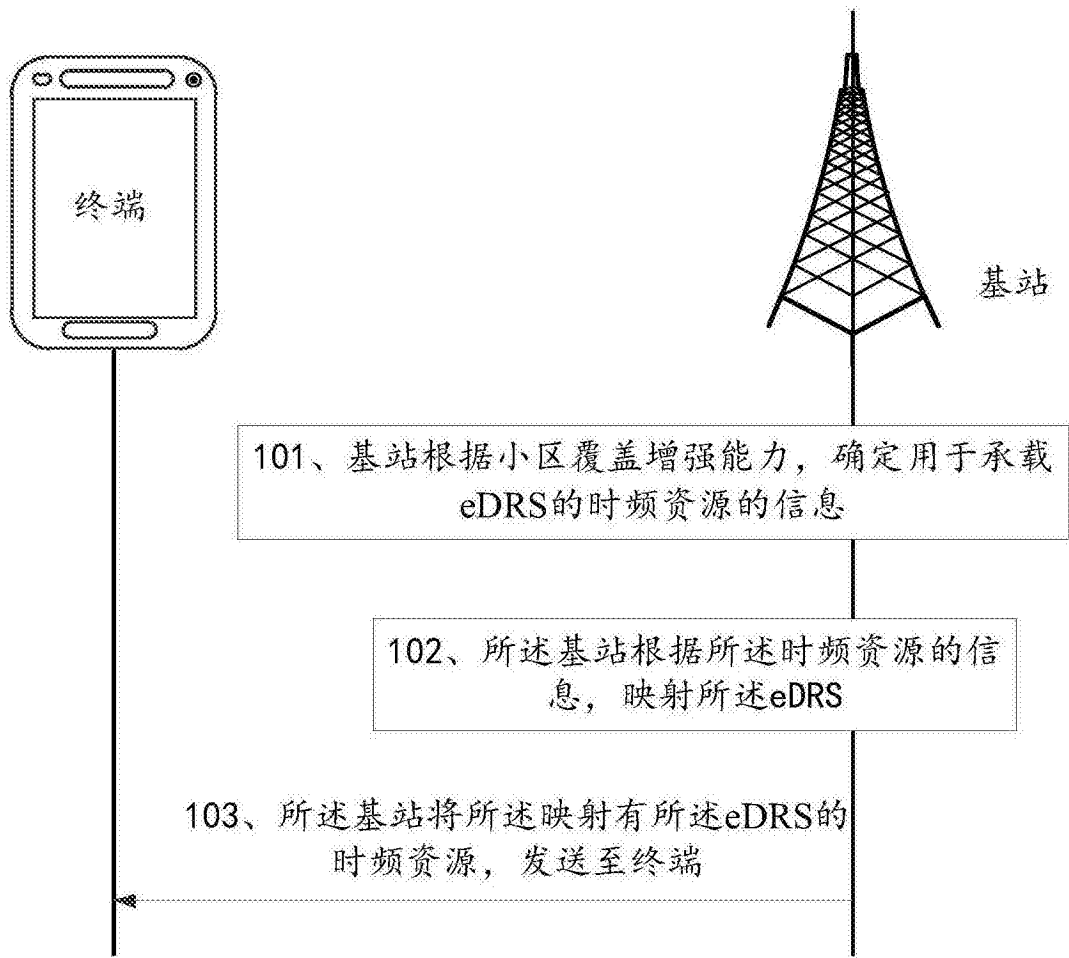 终端
基站
101、基站根据小区覆盖增强能力，确定用于承载
eDRS的时频资源的信息
102、所述基站根据所述时频资源的信
息，映射所述eDRS
103、所述基站将所述映射有所述eDRS的
时频资源，发送至终端